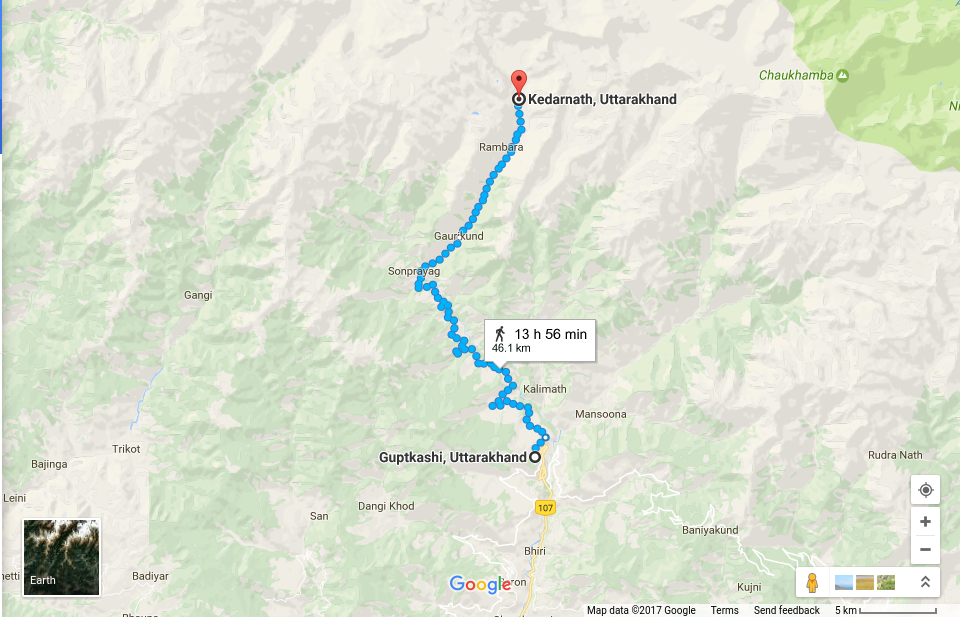 Chaukhamba
Kedarnath, Uttarakhand
Rambara
Gaurikund
Sonprayag
Gangi
13 h 56 min
46.1 km
Kalimath
Mansoona
Trikot
Bajinga
Guptkashi, Uttarakhand
Rudra Nath
Leini
Dangi Khod
107
San
Baniyakund
Bhiri
Earth
Badiyar
Google
Kujni
Map data ©2017 Google Terms Send feedback 5 km